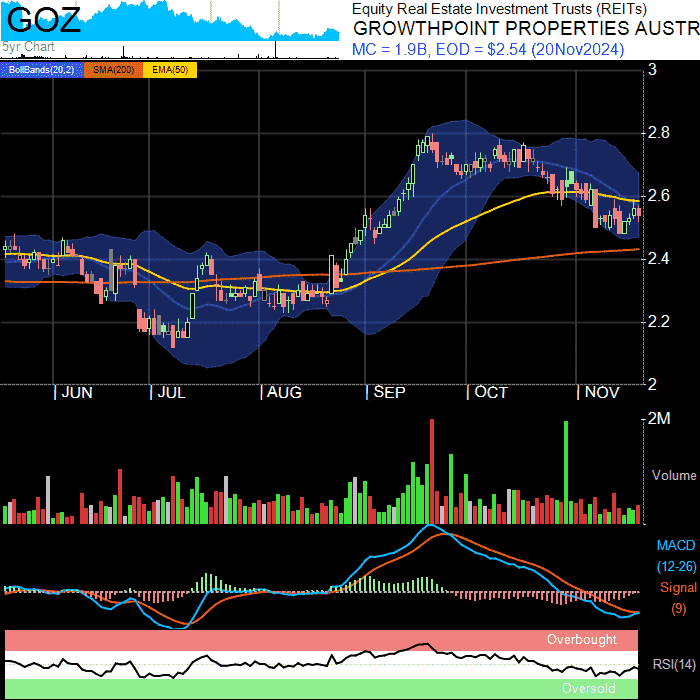 GOZ
5yr Chart
Equity Real Estate Investment Trusts (REITs)
GROWTHPOINT PROPERTIES AUSTR
MC = 1.9B, EOD = $2.54 (20Nov2024)
BollBands(20,2) SMA(200) EMA(50)
3
2.8
2.6
2.4
2.2
2
JUN JUL AUG SEP OCT NOV
2M
Volume
MACD
(12-26)
Signal
(9)
Overbought
RSI(14)
Oversold